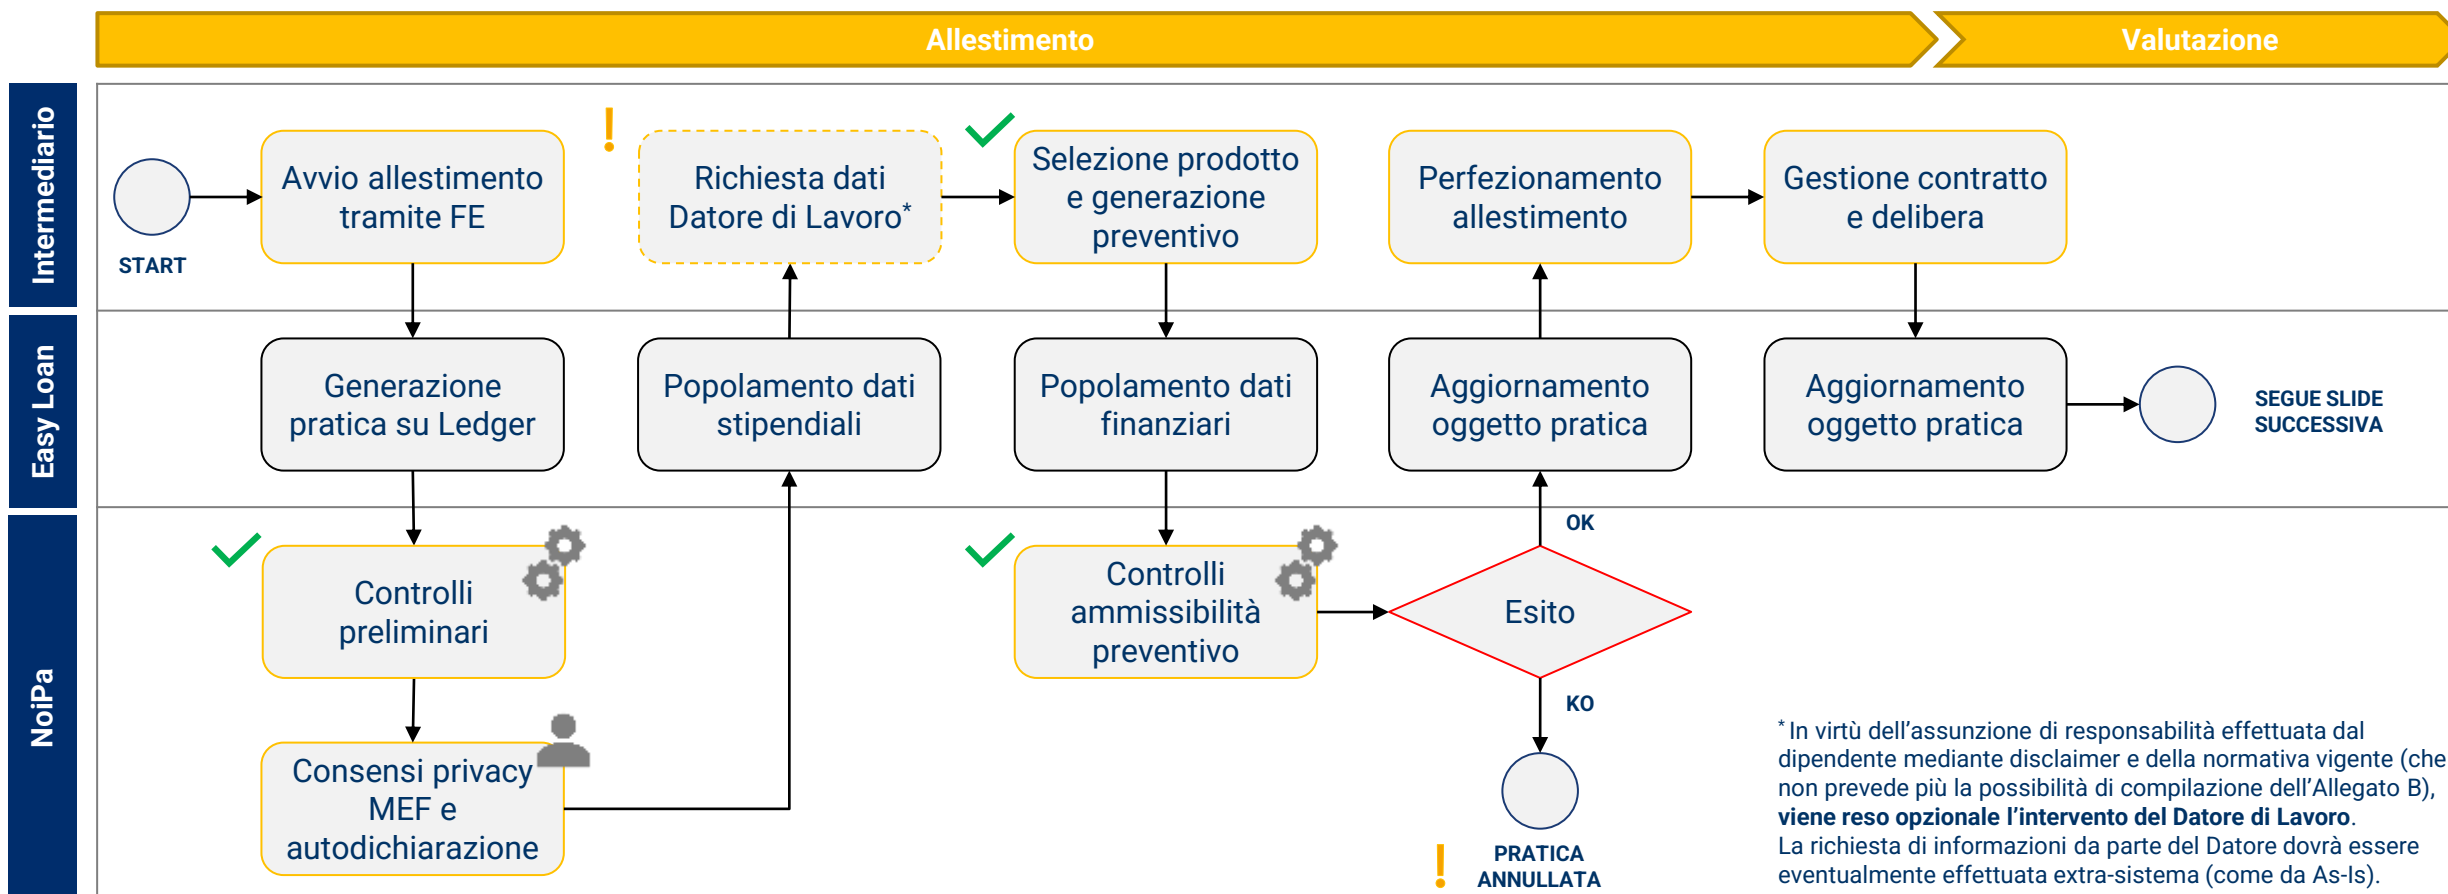 Allestimento
Valutazione
Intermediario
START
Avvio allestimento
tramite FE
!
Richiesta dati
Datore di Lavoro*
Selezione prodotto
e generazione
preventivo
Perfezionamento
allestimento
Gestione contratto
e delibera
Easy Loan
Generazione
pratica su Ledger
Popolamento dati
stipendiali
Popolamento dati
finanziari
Aggiornamento
oggetto pratica
Aggiornamento
oggetto pratica
SEGUE SLIDE
SUCCESSIVA
NoiPa
Controlli
preliminari
Consensi privacy
MEF e
autodichiarazione
Controlli
ammissibilità
preventivo
Esito
OK
KO
!
PRATICA
ANNULLATA
* In virtù dell’assunzione di responsabilità effettuata dal
dipendente mediante disclaimer e della normativa vigente (che
non prevede più la possibilità di compilazione dell’Allegato B),
viene reso opzionale l’intervento del Datore di Lavoro.
La richiesta di informazioni da parte del Datore dovrà essere
eventualmente effettuata extra-sistema (come da As-Is).